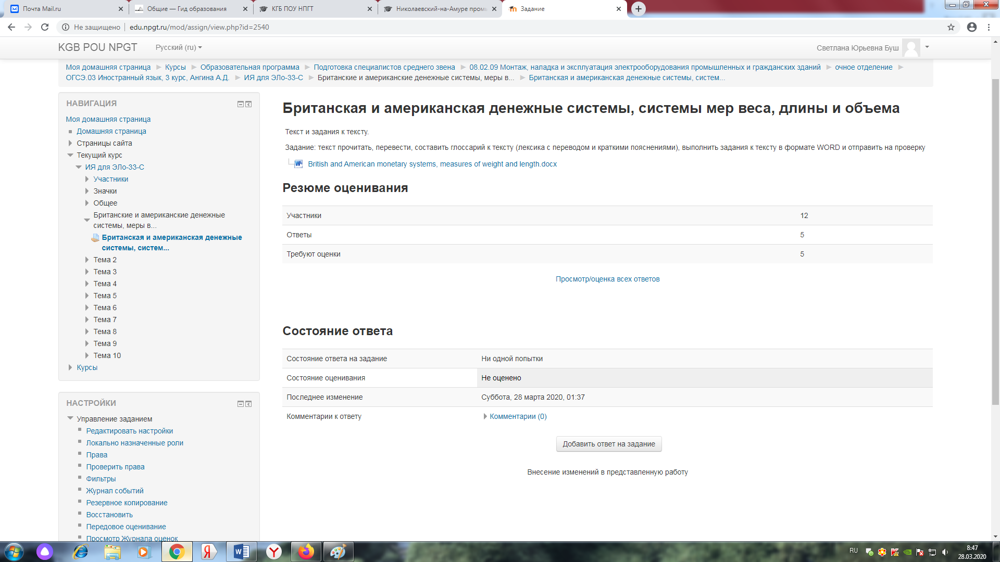 Почта Mail.ru
Общие — Гид образования
КГБ ПОУ НПГТ
Николаевский-на-Амуре пром
Задание
Не защищено
edu.npgt.ru/mod/assign/view.php?id=2540
KGB POU NPGT
Русский (ru)
Светлана Юрьевна Буш
Моя домашняя страница ► Курсы ► Образовательная программа ► Подготовка специалистов среднего звена ► 08.02.09 Монтаж, наладка и эксплуатация электрооборудования промышленных и гражданских зданий ► очное отделение ►
ОГСЭ.03 Иностранный язык, 3 курс, Ангина А.Д. ► ИЯ для ЭЛо-33-С ► Британские и американские денежные системы, меры в... ► Британская и американская денежные системы, систем...
НАВИГАЦИЯ
Моя домашняя страница
Домашняя страница
Страницы сайта
Текущий курс
ИЯ для ЭЛо-33-С
Участники
Значки
Общее
Британские и американские денежные
системы, меры в...
Британская и американская денежные
системы, систем...
Тема 2
Тема 3
Тема 4
Тема 5
Тема 6
Тема 7
Тема 8
Тема 9
Тема 10
Курсы
НАСТРОЙКИ
Управление заданием
Редактировать настройки
Локально назначенные роли
Права
Проверить права
Фильтры
Журнал событий
Резервное копирование
Восстановить
Передовое оценивание
Просмотр Журнала оценок
Британская и американская денежные системы, системы мер веса, длины и объема
Текст и задания к тексту.
Задание: текст прочитать, перевести, составить глоссарий к тексту (лексика с переводом и краткими пояснениями), выполнить задания к тексту в формате WORD и отправить на проверку
British and American monetary systems, measures of weight and length.docx
Резюме оценивания
Участники 12
Ответы 5
Требуют оценки 5
Просмотр/оценка всех ответов
Состояние ответа
Состояние ответа на задание Ни одной попытки
Состояние оценивания Не оценено
Последнее изменение Суббота, 28 марта 2020, 01:37
Комментарии к ответу Комментарии (0)
Добавить ответ на задание
Внесение изменений в представленную работу
RU
8:47
28.03.2020